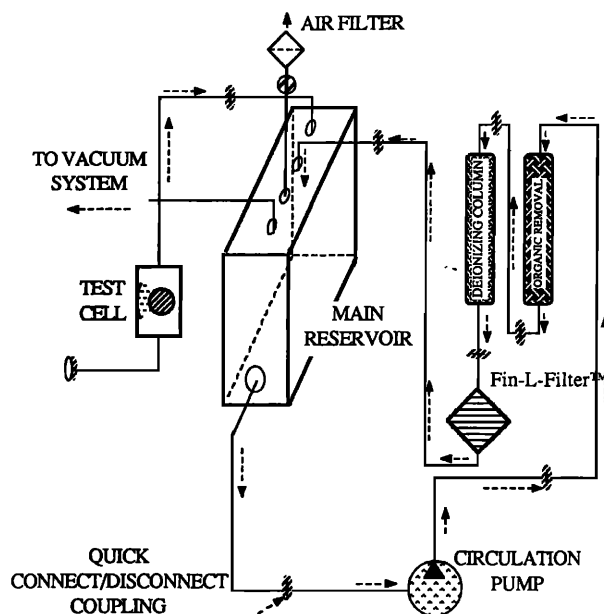 AIR FILTER
TO VACUUM
SYSTEM
DEIONIZING COLUMN
ORGANIC REMOVAL
TEST
CELL
MAIN
RESERVOIR
Fin-L-Filter™
QUICK
CONNECT/DISCONNECT
COUPLING
CIRCULATION
PUMP